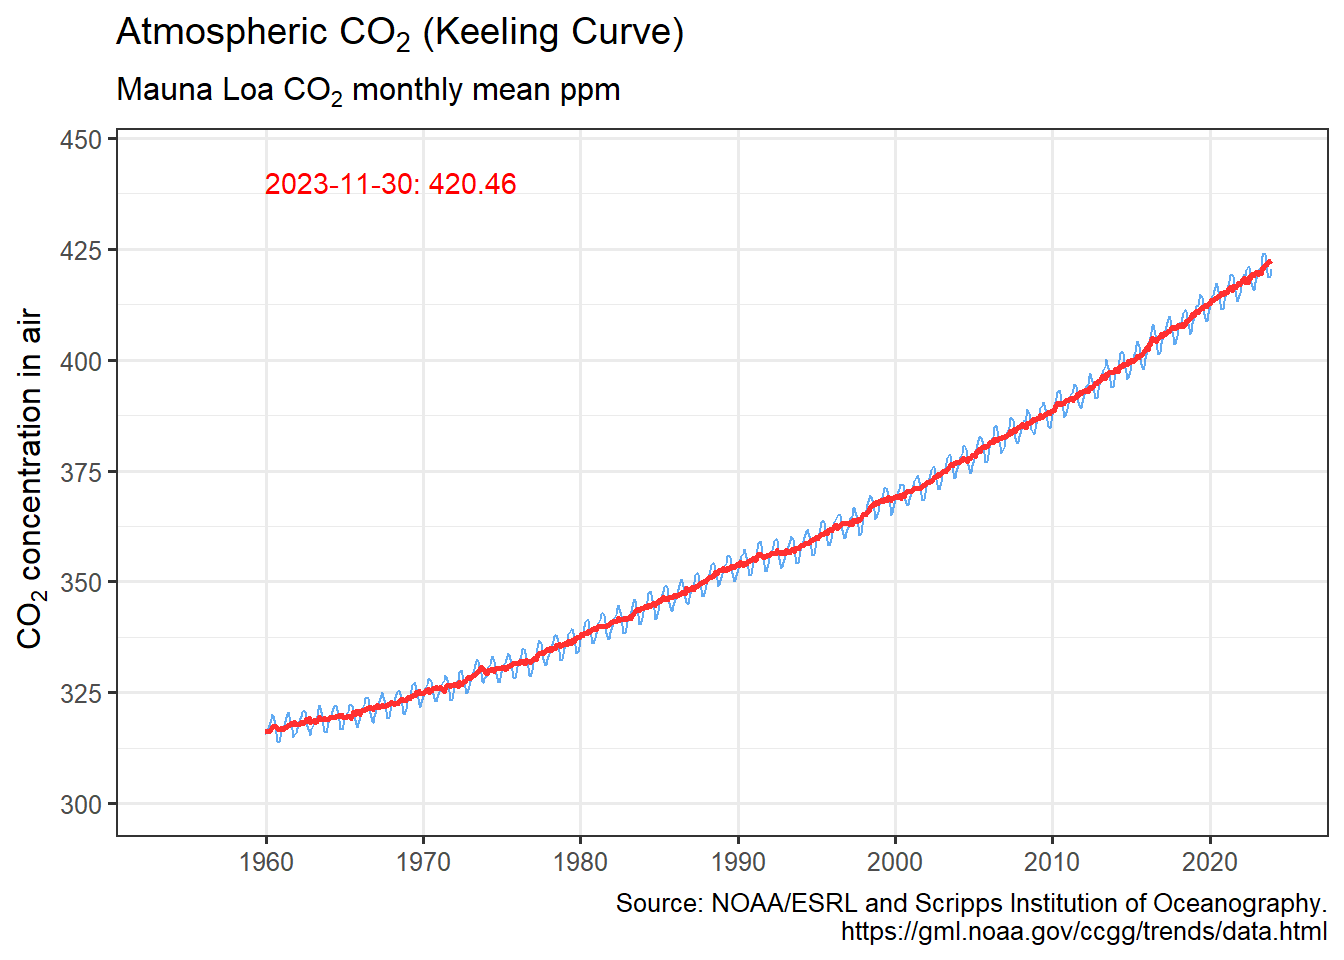 Atmospheric CO₂ (Keeling Curve)
Mauna Loa CO₂ monthly mean ppm
2023-11-30: 420.46
CO₂ concentration in air
450
425
400
375
350
325
300
1960 1970 1980 1990 2000 2010 2020
Source: NOAA/ESRL and Scripps Institution of Oceanography.
https://gml.noaa.gov/ccgg/trends/data.html